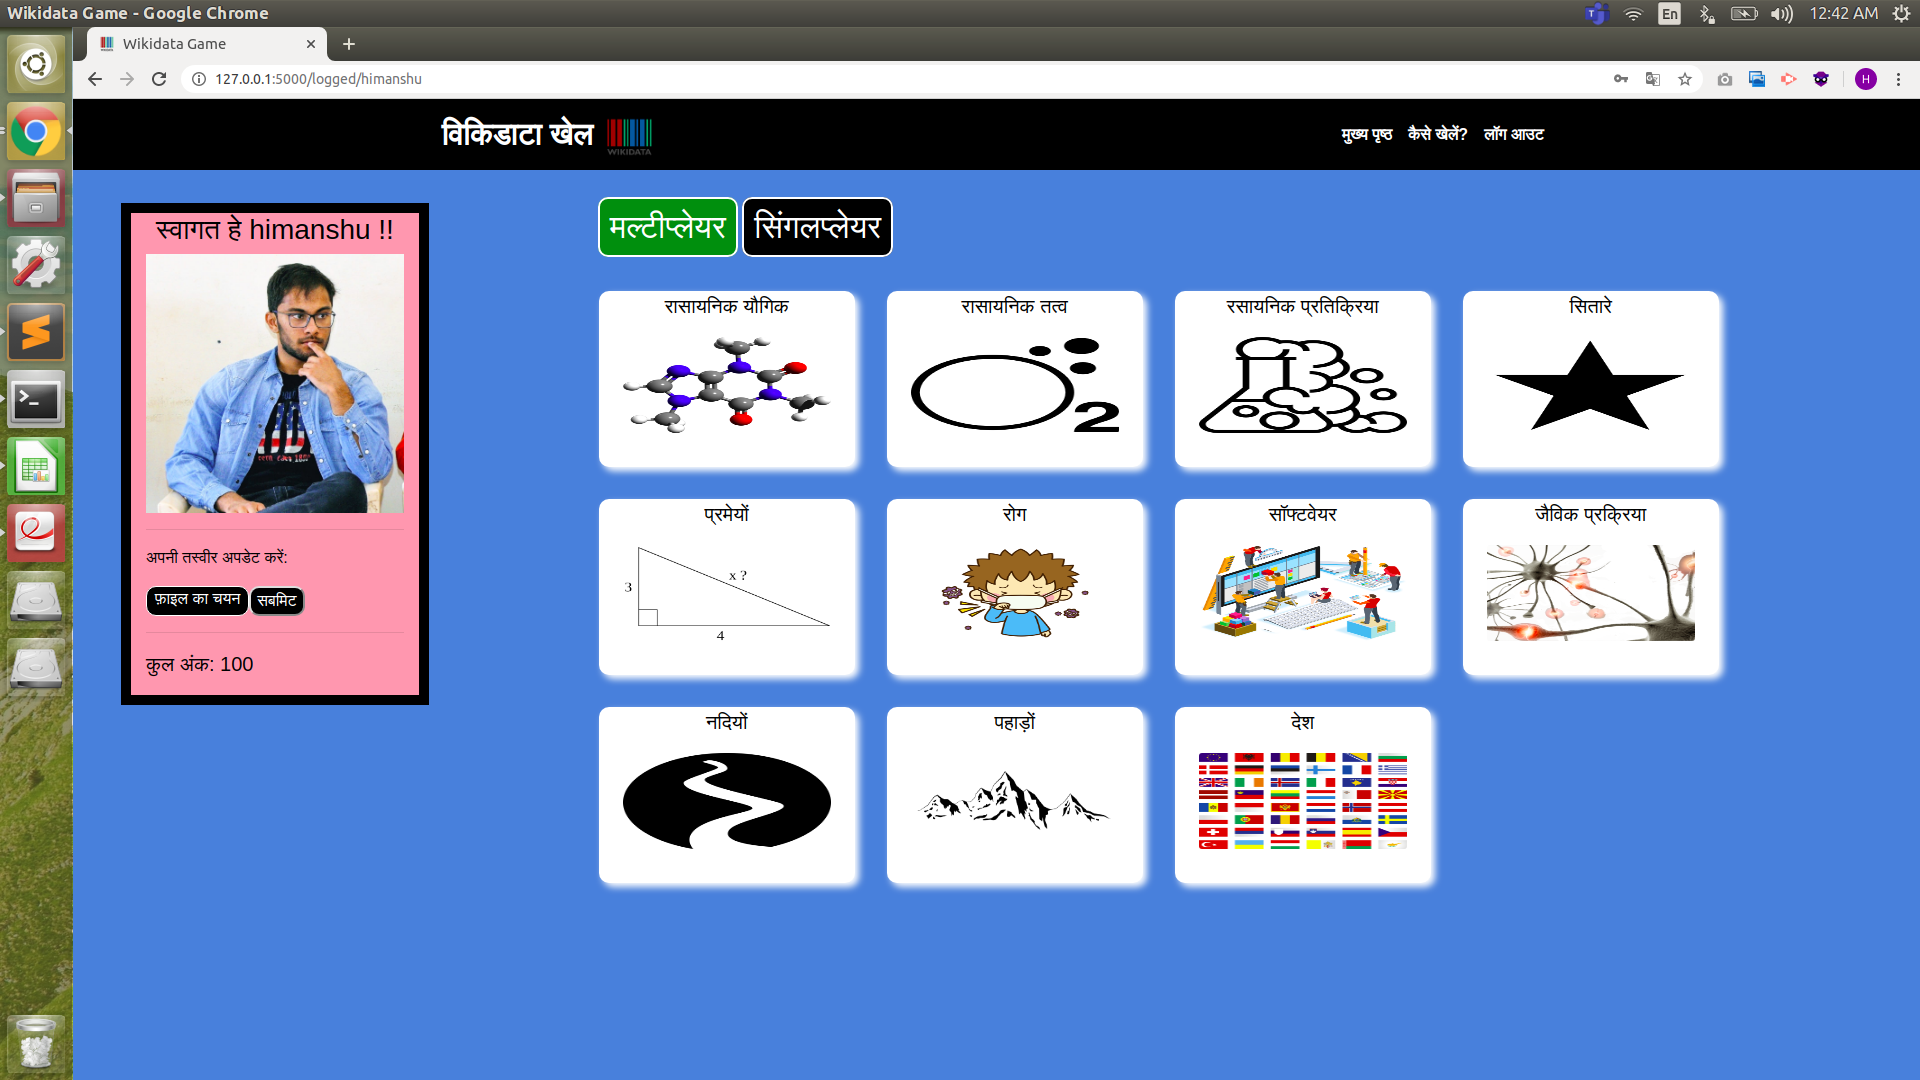 Wikidata Game - Google Chrome
En
12:42 AM
Wikidata Game
127.0.0.1:5000/logged/himanshu
H
विकिडाटा खेल
WIKIDATA
मुख्य पृष्ठ कैसे खेलें? लॉग आउट
स्वागत हे himanshu !!
अपनी तस्वीर अपडेट करें:
फ़ाइल का चयन सबमिट
कुल अंक: 100
मल्टीप्लेयर सिंगलप्लेयर
रासायनिक यौगिक
रासायनिक तत्व
2
रसायनिक प्रतिक्रिया
सितारे
प्रमेयों
3
x ?
4
रोग
सॉफ्टवेयर
जैविक प्रक्रिया
नदियों
पहाड़ों
देश